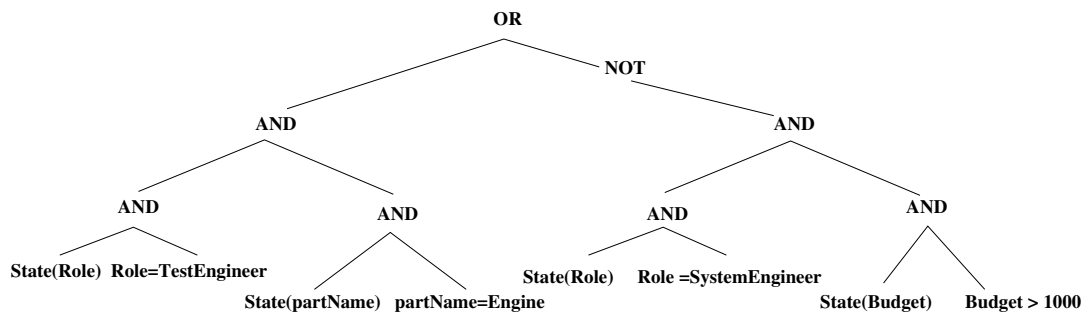 OR
NOT
AND
AND
AND
AND
AND
AND
State(Role) Role=TestEngineer
State(Role) Role =SystemEngineer
State(partName) partName=Engine
State(Budget) Budget > 1000